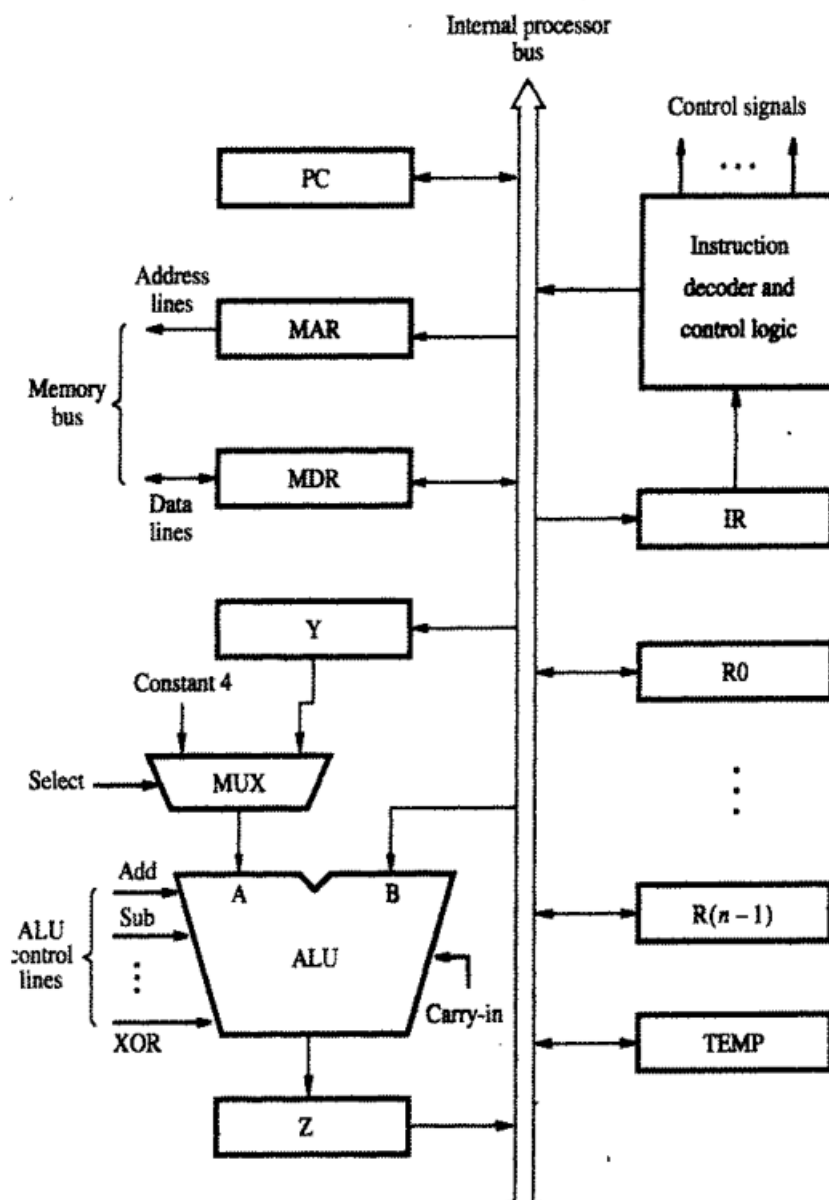 Internal processor
bus
Control signals
...
PC
Instruction
decoder and
control logic
Address
lines
MAR
Memory
bus
MDR
Data
lines
IR
Y
R0
Constant 4
Select
MUX
Add
A
B
R(n − 1)
ALU
control
lines
Sub
ALU
Carry-in
XOR
TEMP
Z